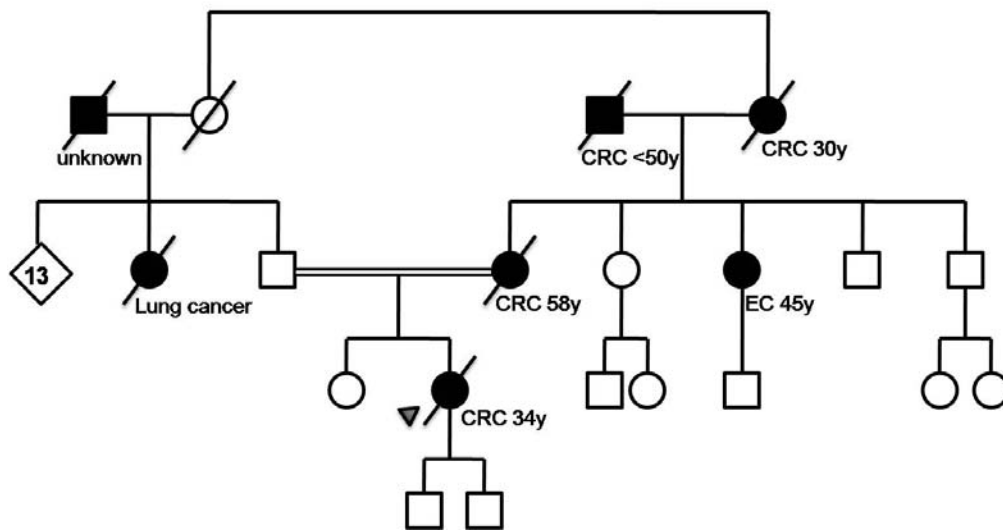 unknown
CRC <50y
CRC 30y
13
Lung cancer
CRC 58y
EC 45y
CRC 34y